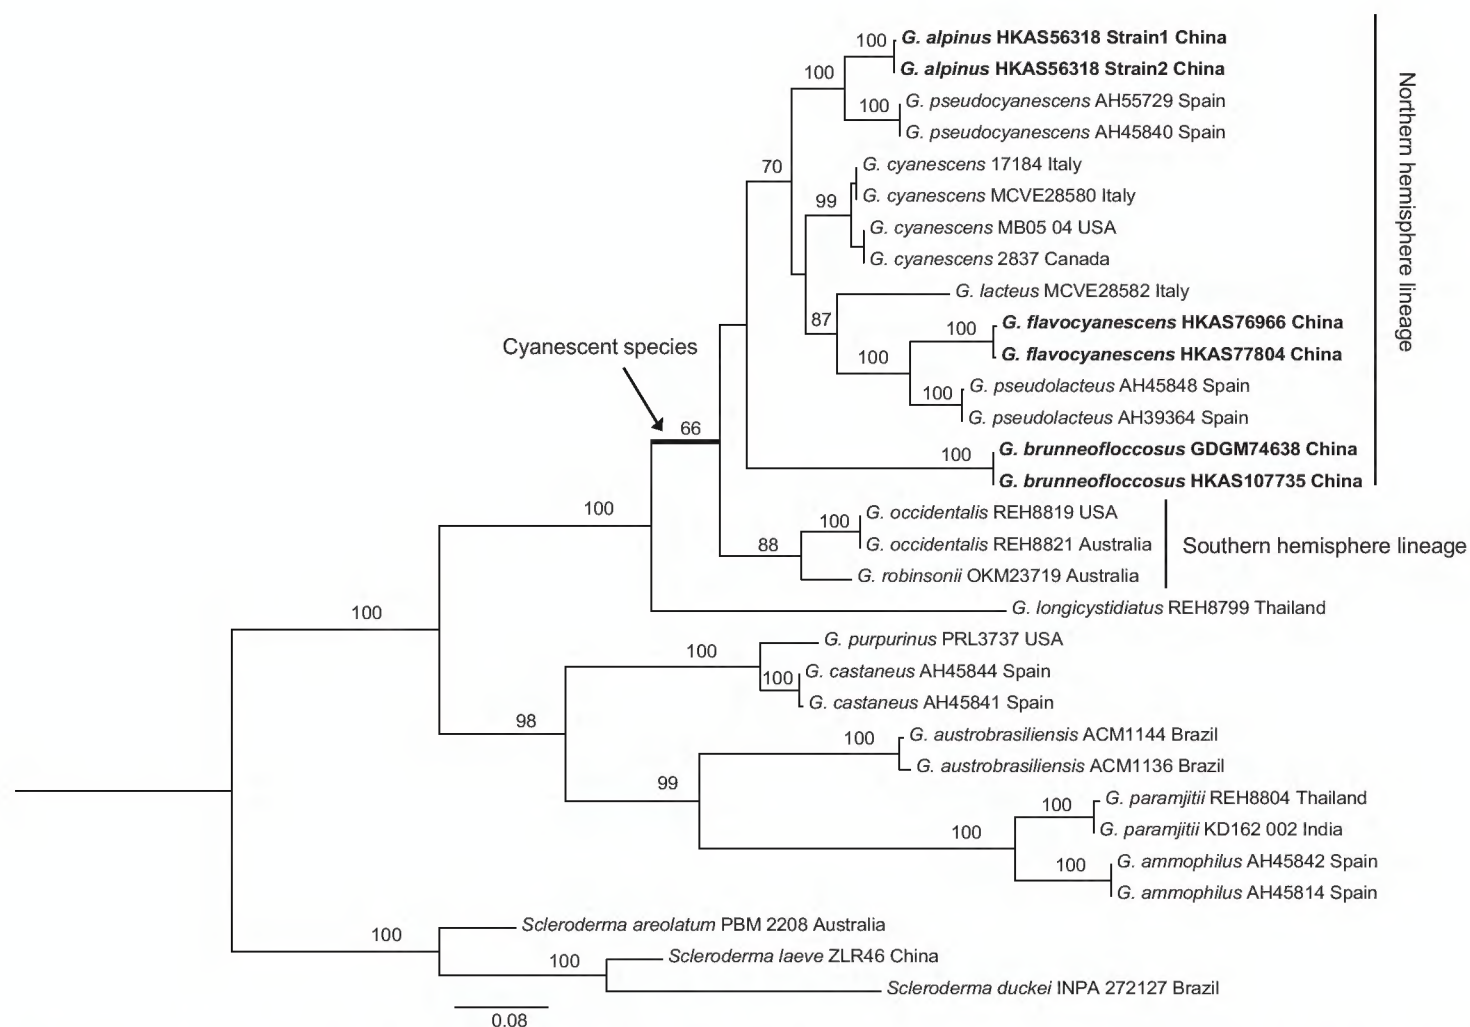 100
G. alpinus HKAS56318 Strain1 China
G. alpinus HKAS56318 Strain2 China
100
100
G. pseudocyanescens AH55729 Spain
G. pseudocyanescens AH45840 Spain
70
G. cyanescens 17184 Italy
G. cyanescens MCVE28580 Italy
99
G. cyanescens MB05 04 USA
G. cyanescens 2837 Canada
G. lacteus MCVE28582 Italy
87
100
G. flavocyanescens HKAS76966 China
G. flavocyanescens HKAS77804 China
100
100
G. pseudolacteus AH45848 Spain
G. pseudolacteus AH39364 Spain
Northern hemisphere lineage
Cyanescent species
66
100
G. brunneofloccosus GDGM74638 China
G. brunneofloccosus HKAS107735 China
100
100
G. occidentalis REH8819 USA
G. occidentalis REH8821 Australia
88
G. robinsonii OKM23719 Australia
Southern hemisphere lineage
G. longicystidiatus REH8799 Thailand
100
G. purpurinus PRL3737 USA
100
100
G. castaneus AH45844 Spain
G. castaneus AH45841 Spain
98
100
G. austrobrasiliensis ACM1144 Brazil
G. austrobrasiliensis ACM1136 Brazil
99
100
G. paramjitii REH8804 Thailand
G. paramjitii KD162 002 India
100
100
G. ammophilus AH45842 Spain
G. ammophilus AH45814 Spain
100
Scleroderma areolatum PBM 2208 Australia
100
Scleroderma laeve ZLR46 China
Scleroderma duckei INPA 272127 Brazil
0.08